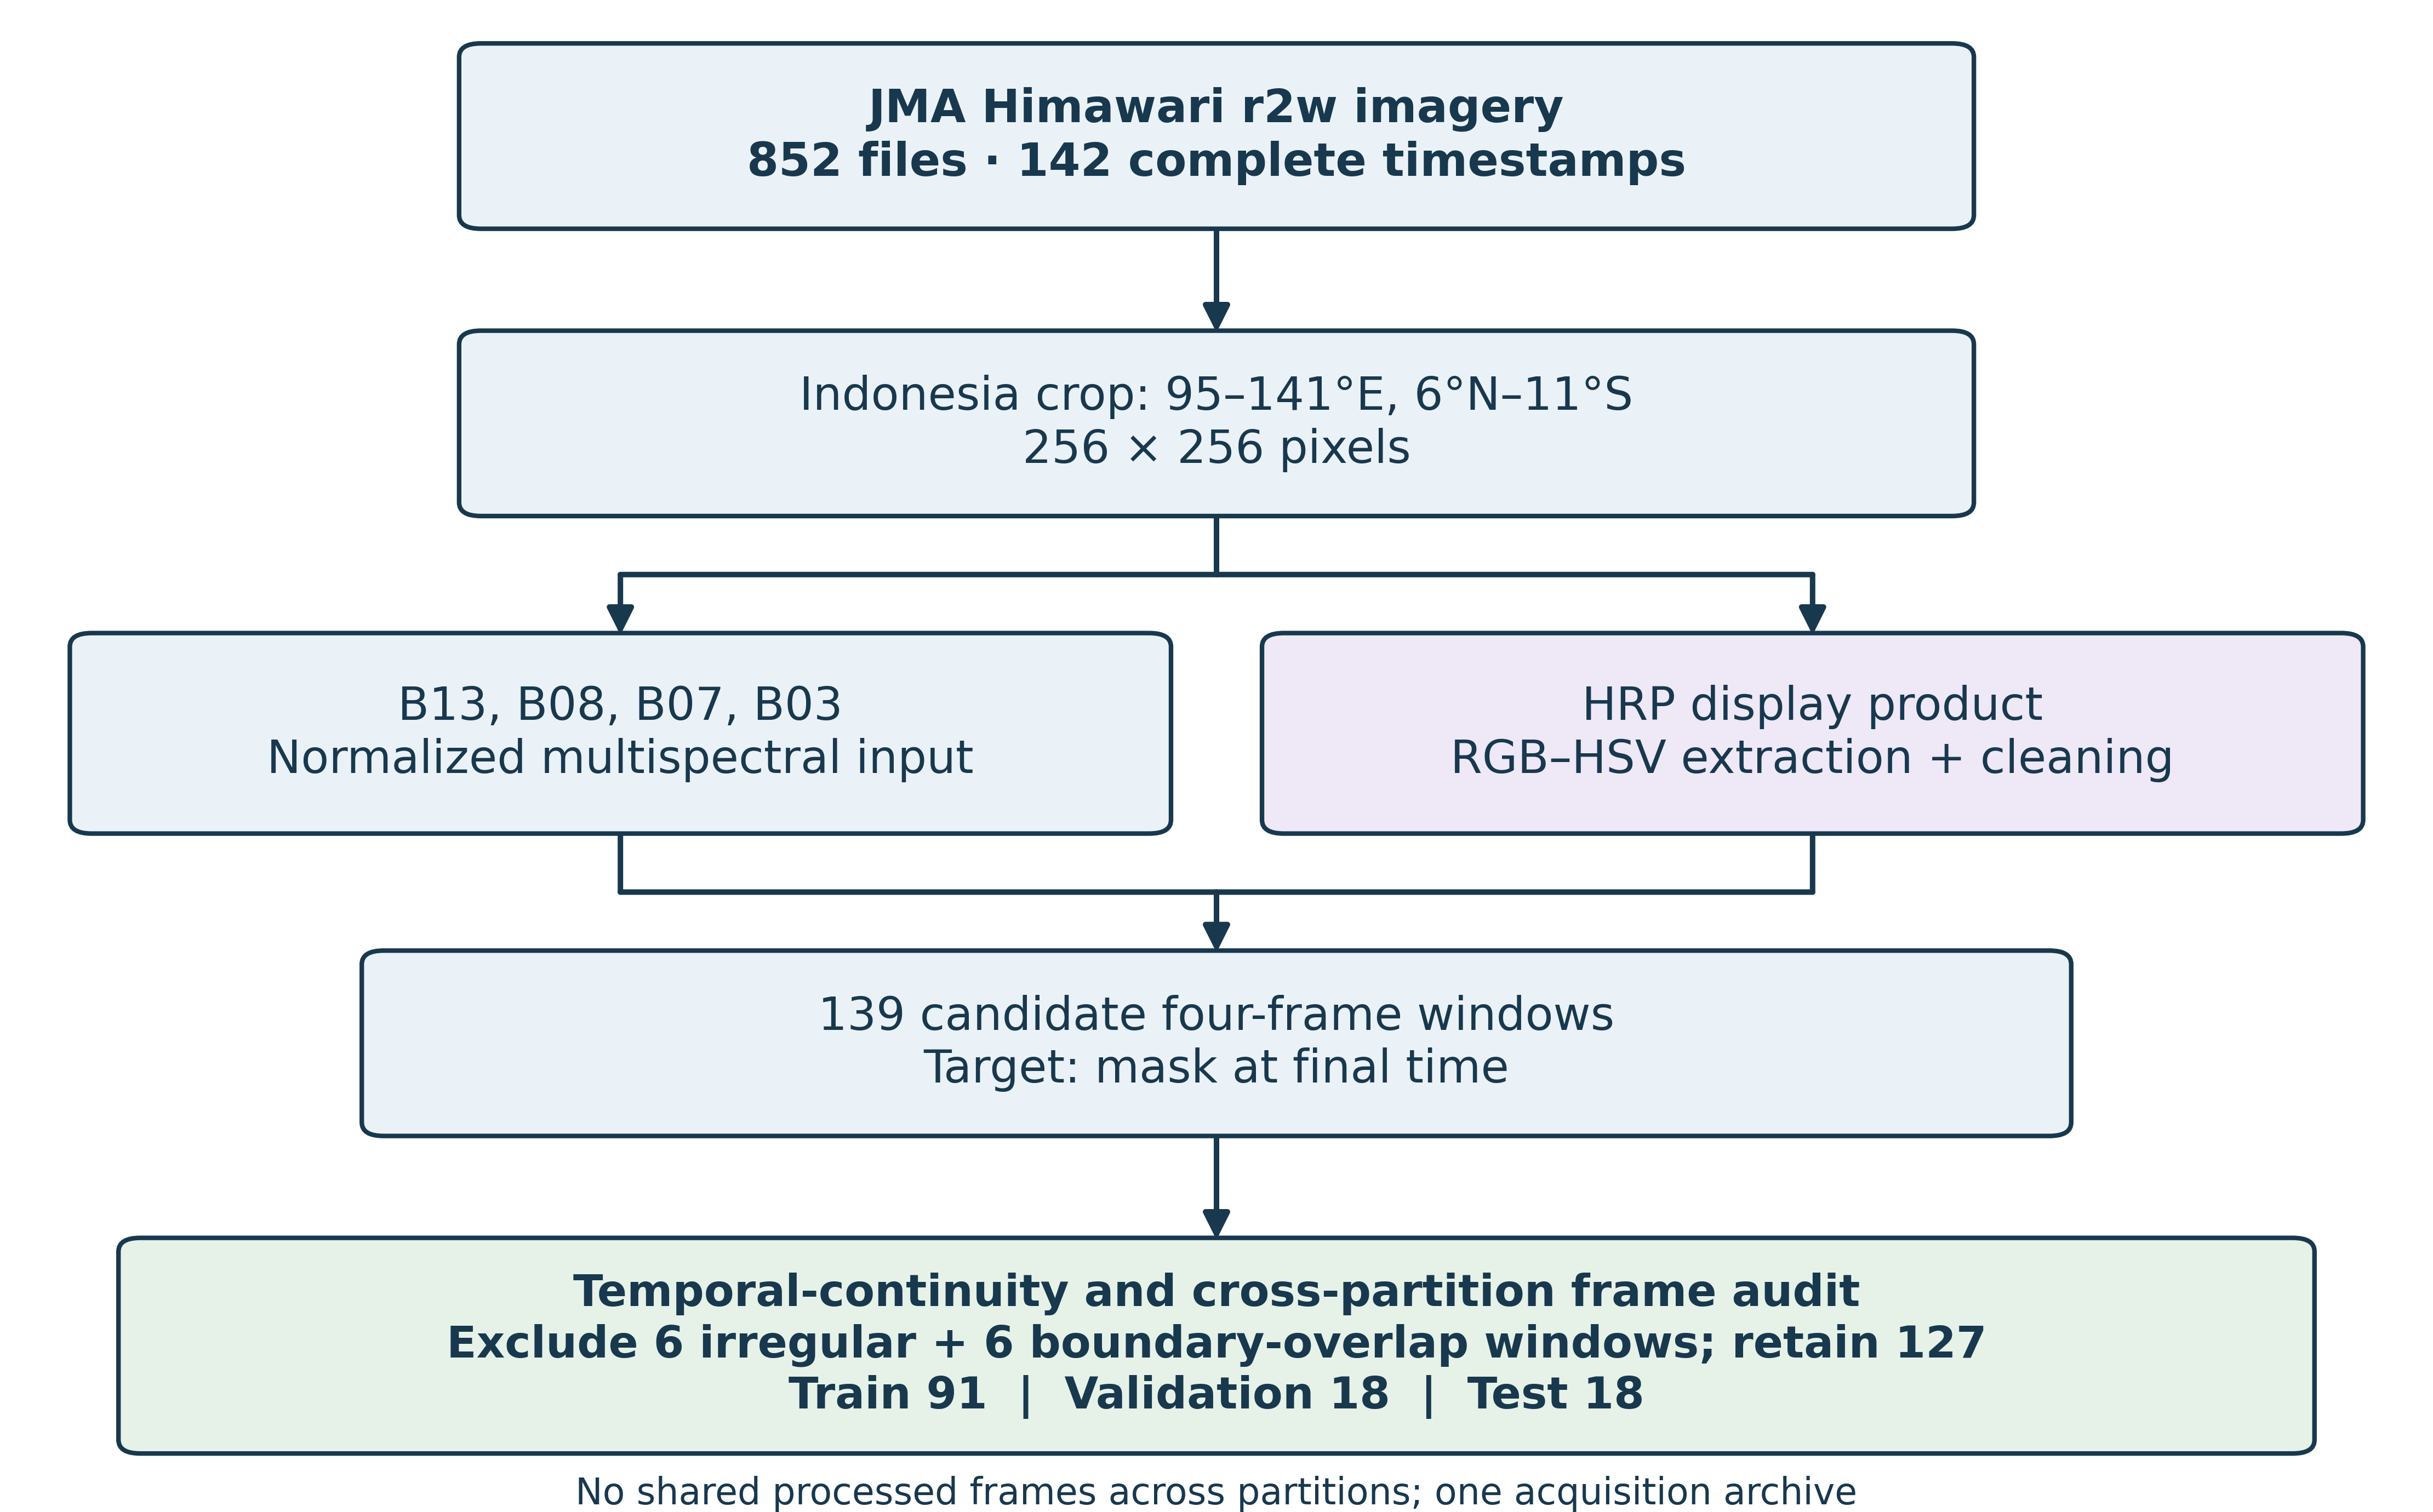 JMA Himawari r2w imagery
852 files · 142 complete timestamps
Indonesia crop: 95–141°E, 6°N–11°S
256 × 256 pixels
B13, B08, B07, B03
Normalized multispectral input
HRP display product
RGB–HSV extraction + cleaning
139 candidate four-frame windows
Target: mask at final time
Temporal-continuity and cross-partition frame audit
Exclude 6 irregular + 6 boundary-overlap windows; retain 127
Train 91 | Validation 18 | Test 18
No shared processed frames across partitions; one acquisition archive